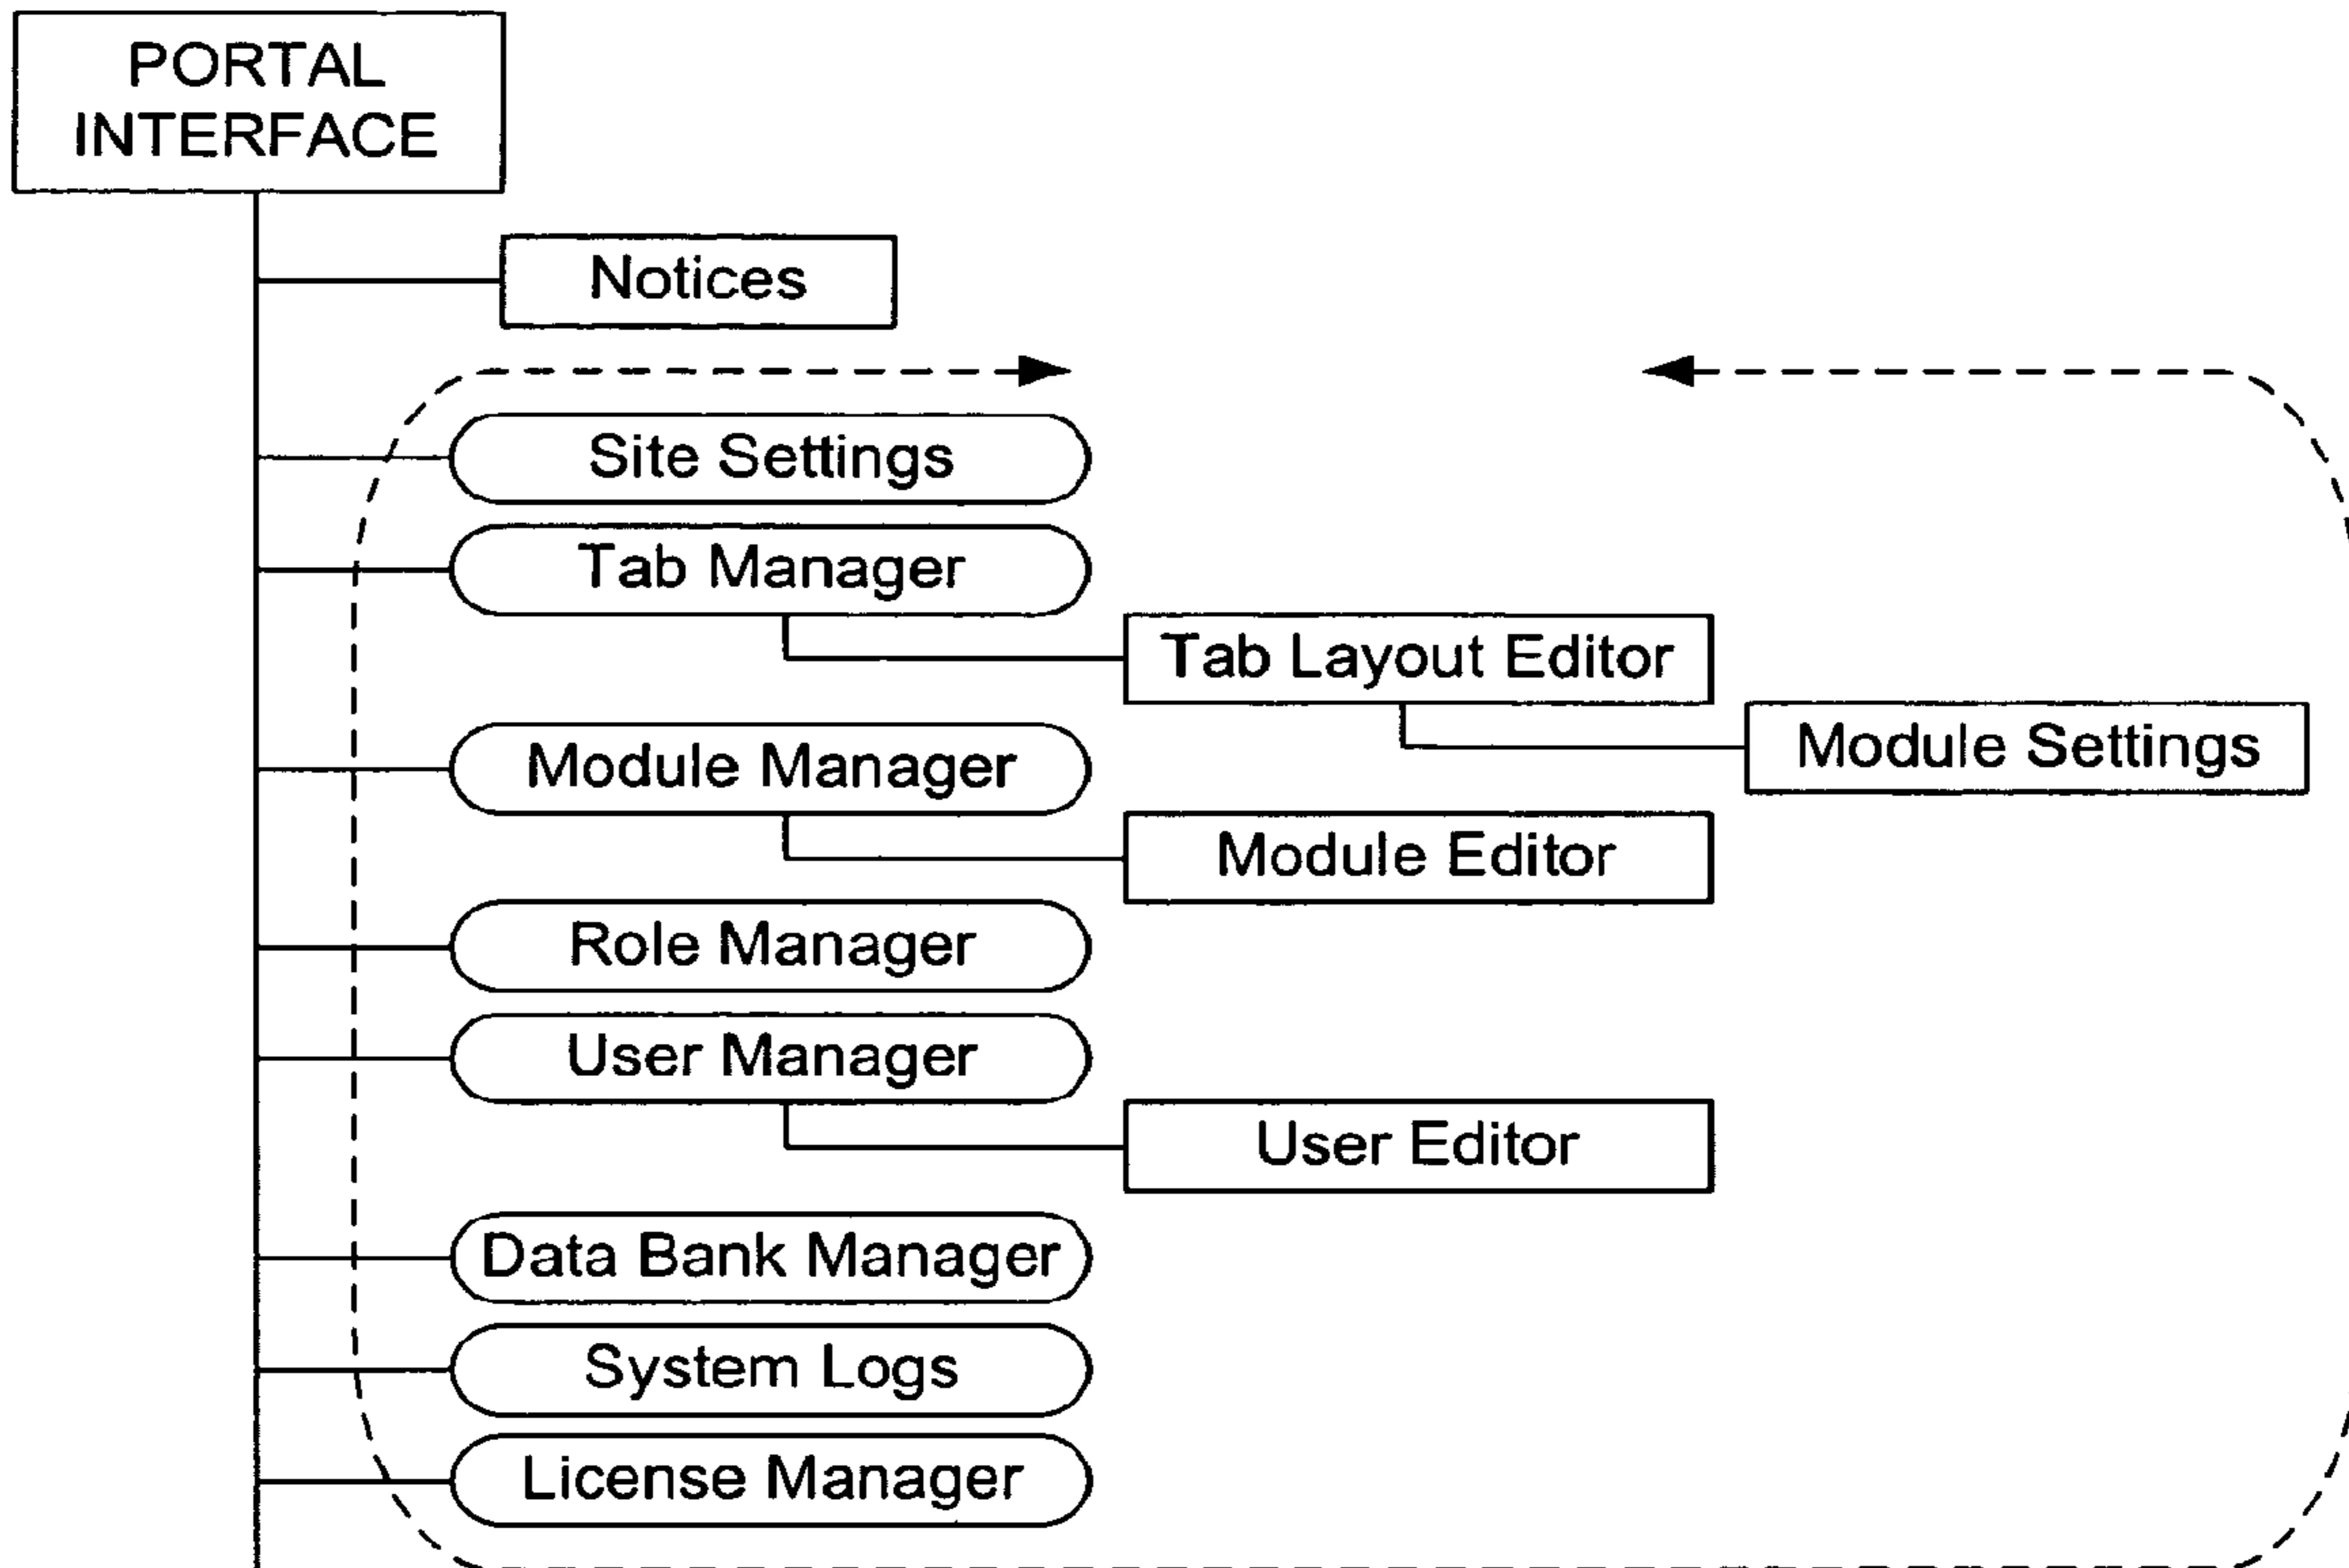 PORTAL
INTERFACE
Notices
Site Settings
Tab Manager
Tab Layout Editor
Module Settings
Module Manager
Module Editor
Role Manager
User Manager
User Editor
Data Bank Manager
System Logs
License Manager